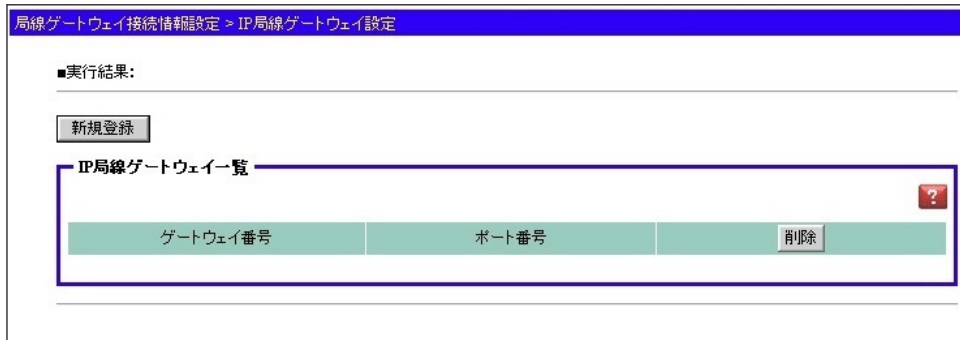 局線ゲートウェイ接続情報設定 > IP局線ゲートウェイ設定
■実行結果:
新規登録
IP局線ゲートウェイ一覧
?
ゲートウェイ番号 ポート番号 削除